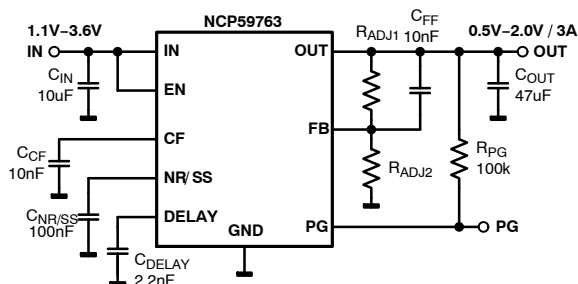 NCP59763
1.1V–3.6V
IN
CIN
10uF
IN
EN
CF
NR/SS
DELAY
GND
OUT
FB
PG
CCF
10nF
CNR/SS
100nF
CDELAY
2.2nF
RADJ1
CFF
10nF
RADJ2
0.5V–2.0V / 3A
OUT
COUT
47uF
RPG
100k
PG